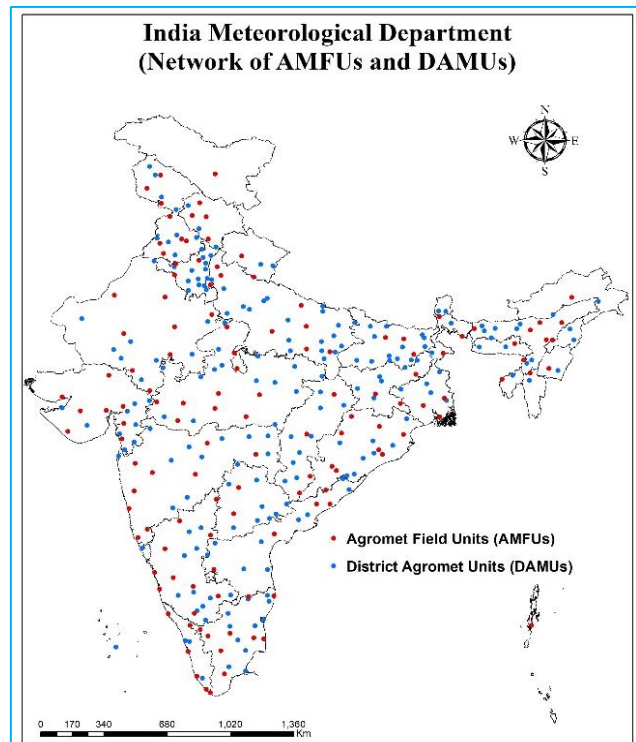 India Meteorological Department
(Network of AMFUs and DAMUs)
N
W E
S
Agromet Field Units (AMFUs)
District Agromet Units (DAMUs)
0 170 340 680 1,020 1,360
Km